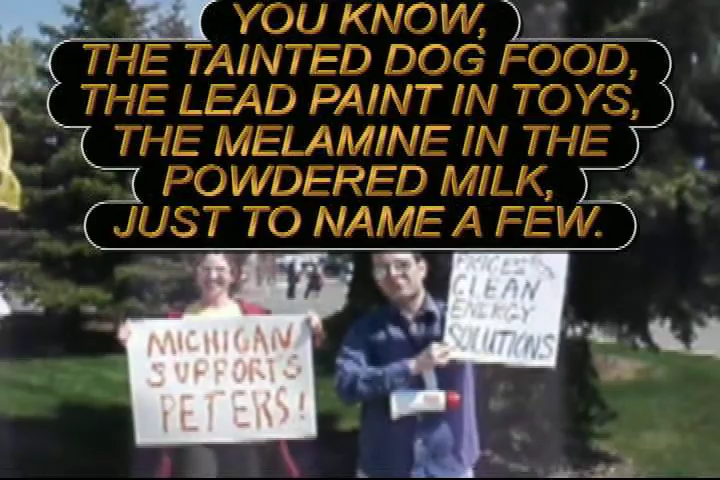 YOU KNOW,
THE TAINTED DOG FOOD,
THE LEAD PAINT IN TOYS,
THE MELAMINE IN THE
POWDERED MILK,
JUST TO NAME A FEW.
MICHIGAN
SUPPORTS
PETERS!
PRICES
CLEAN
ENERGY
SOLUTIONS